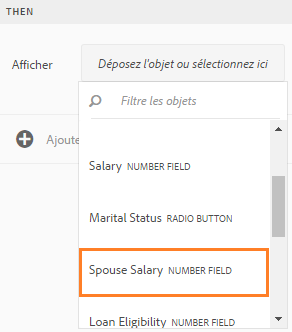 THEN
Afficher
Déposez l'objet ou sélectionnez ici
Filtre les objets
Ajoute
Salary NUMBER FIELD
Marital Status RADIO BUTTON
Spouse Salary NUMBER FIELD
Loan Eligibility NUMBER FIELD